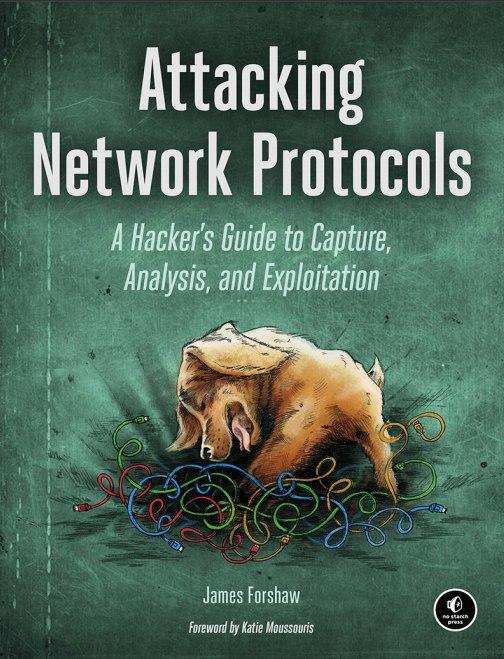 Attacking
Network Protocols
A Hacker's Guide to Capture,
Analysis, and Exploitation
James Forshaw
Foreword by Katie Moussouris
no starch
press